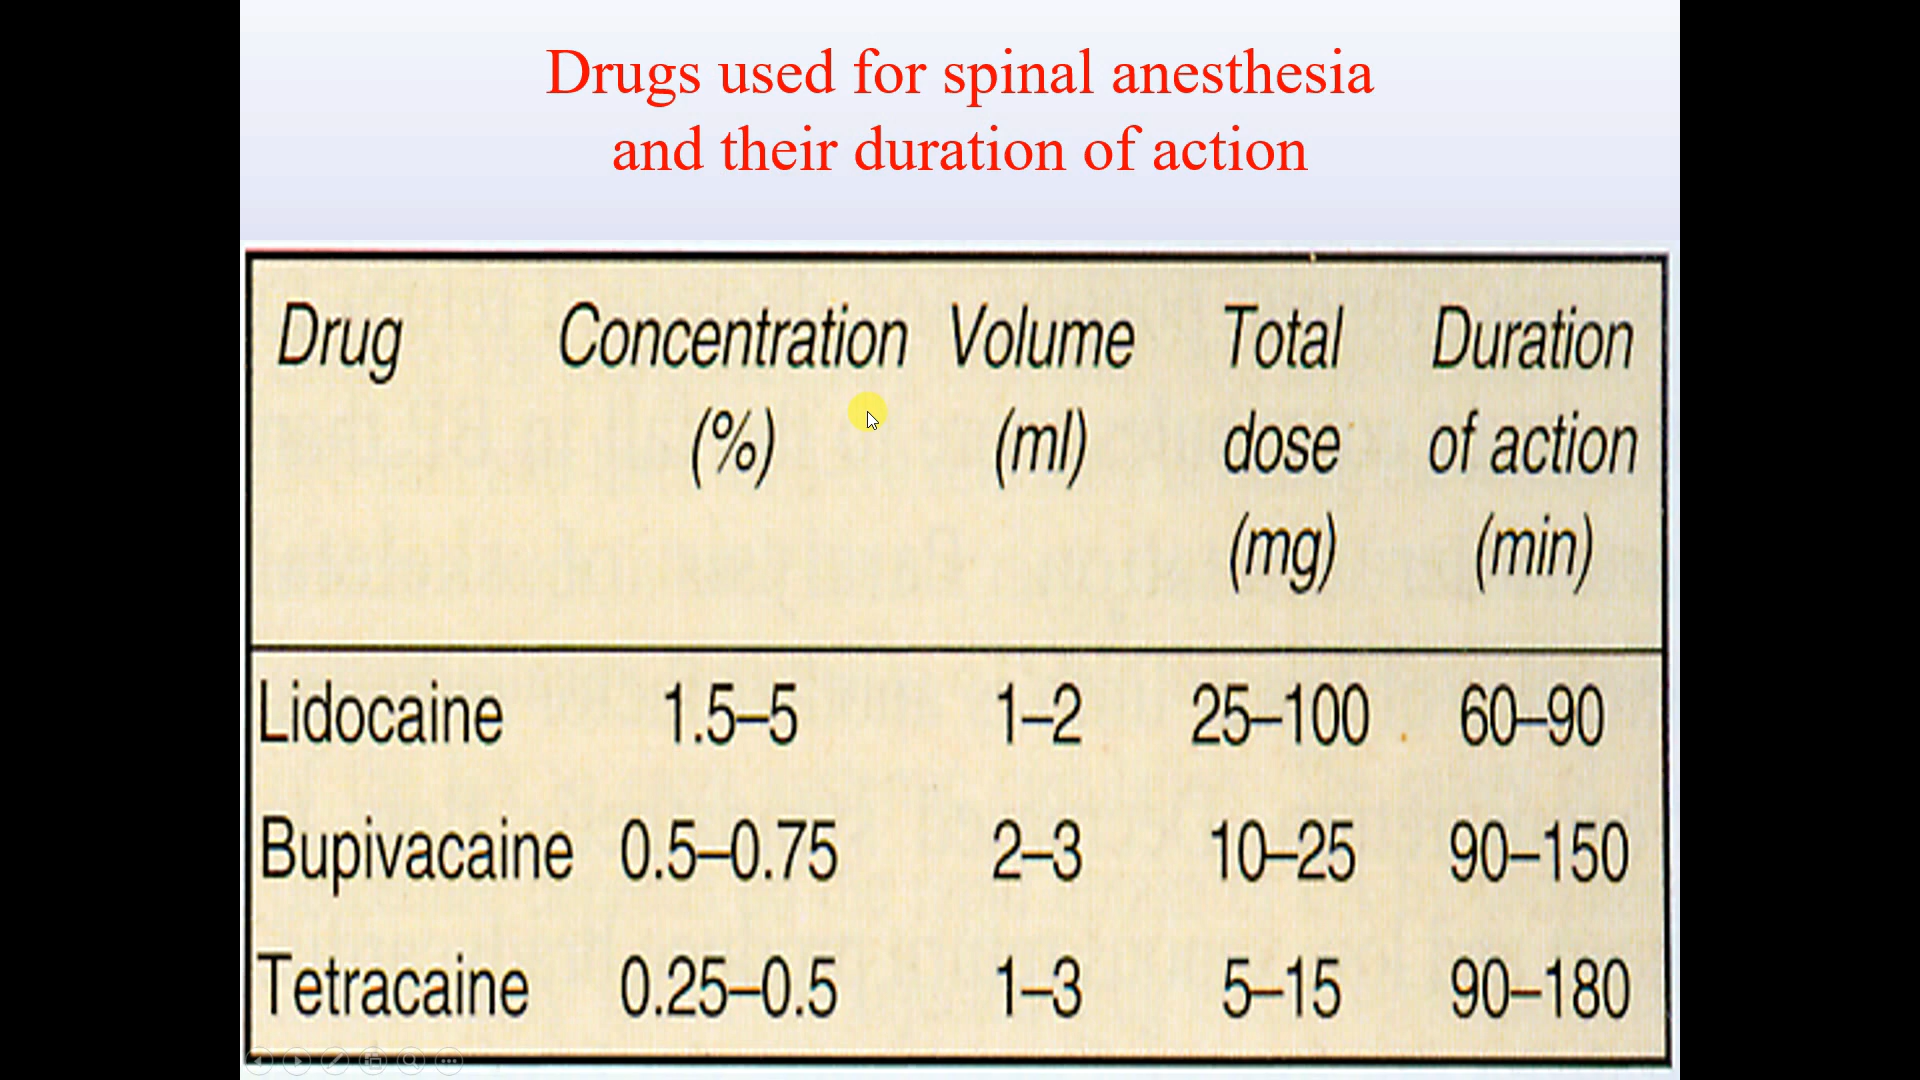 Drugs used for spinal anesthesia
and their duration of action
Drug Concentration Volume Total Duration
(%) (ml) dose of action
(mg) (min)
Lidocaine 1.5–5 1–2 25–100 60–90
Bupivacaine 0.5–0.75 2–3 10–25 90–150
Tetracaine 0.25–0.5 1–3 5–15 90–180